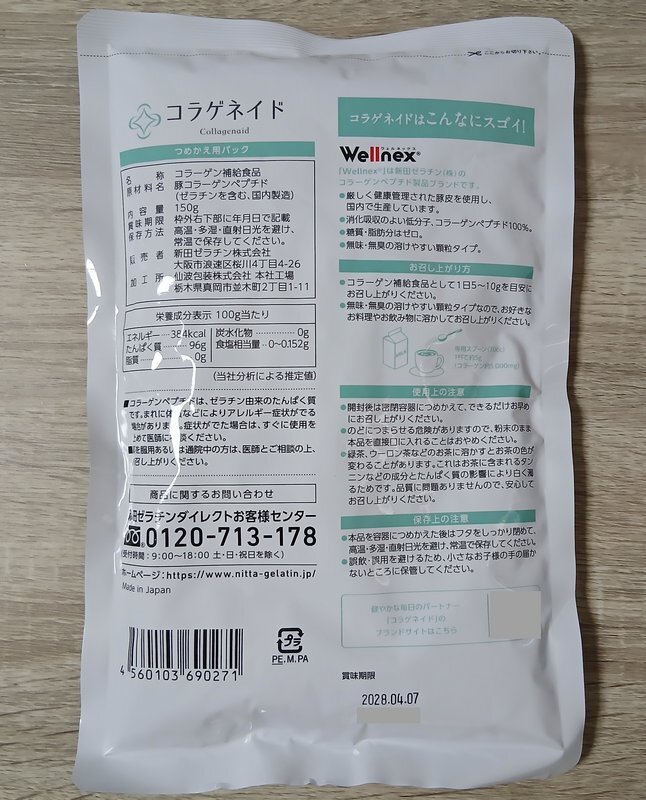 ここからお切り下さい
コラゲネイド
Collagenaid
つめかえ用パック
名 称 コラーゲン補給食品
原材料名 豚コラーゲンペプチド
(ゼラチンを含む、国内製造)
内容量 150g
賞味期限 枠外右下部に年月日で記載
保存方法 高温・多湿・直射日光を避け、
常温で保存してください。
販売者 新田ゼラチン株式会社
大阪市浪速区桜川4丁目4-26
加工所 仙波包装株式会社 本社工場
栃木県真岡市並木町2丁目1-11
栄養成分表示 100g当たり
エネルギー 384kcal 炭水化物 0g
たんぱく質 96g 食塩相当量 0~0.152g
脂質 0g
(当社分析による推定値)
■コラーゲンペプチドは、ゼラチン由来のたんぱく質
です。まれに体質などによりアレルギー症状がでる
場合があります。症状がでた場合は、すぐに使用を
止めて医師に相談ください。
■薬を服用あるいは通院中の方は、医師とご相談の上、
お召し上がりください。
商品に関するお問い合わせ
新田ゼラチンダイレクトお客様センター
0120-713-178
(受付時間:9:00~18:00 土・日・祝日を除く)
ホームページ:https://www.nitta-gelatin.jp/
Made in Japan
4 560103 690271
プラ
PE,M,PA
コラゲネイドはこんなにスゴイ!
ウェルネックス
Wellnex®
「Wellnex®」は新田ゼラチン(株)の
コラーゲンペプチド製品ブランドです。
●厳しく健康管理された豚皮を使用し、
国内で生産しています。
●消化吸収のよい低分子、コラーゲンペプチド100%。
●糖質・脂肪分はゼロ。
●無味・無臭の溶けやすい顆粒タイプ。
お召し上がり方
●コラーゲン補給食品として1日5~10gを目安に
お召し上がりください。
●無味・無臭の溶けやすい顆粒タイプなので、お好きな
お料理やお飲み物に溶かしてお召し上がりください。
専用スプーン(10cc)
1杯で約5g
(コラーゲン約5,000mg)
使用上の注意
●開封後は密閉容器につめかえて、できるだけお早め
にお召し上がりください。
●のどにつまらせる危険がありますので、粉末のまま
本品を直接口に入れることはおやめください。
●緑茶、ウーロン茶などのお茶に溶かすとお茶の色が
変わることがあります。これはお茶に含まれるタン
ニンなどの成分とたんぱく質の影響により白く濁
るためです。品質に問題ありませんので、安心して
お召し上がりください。
保存上の注意
●本品を容器につめかえた後はフタをしっかり閉めて、
高温・多湿・直射日光を避け、常温で保存してください。
●誤飲・誤用を避けるため、小さなお子様の手の届か
ないところに保管してください。
健やかな毎日のパートナー
「コラゲネイド」の
ブランドサイトはこちら
賞味期限
2028.04.07